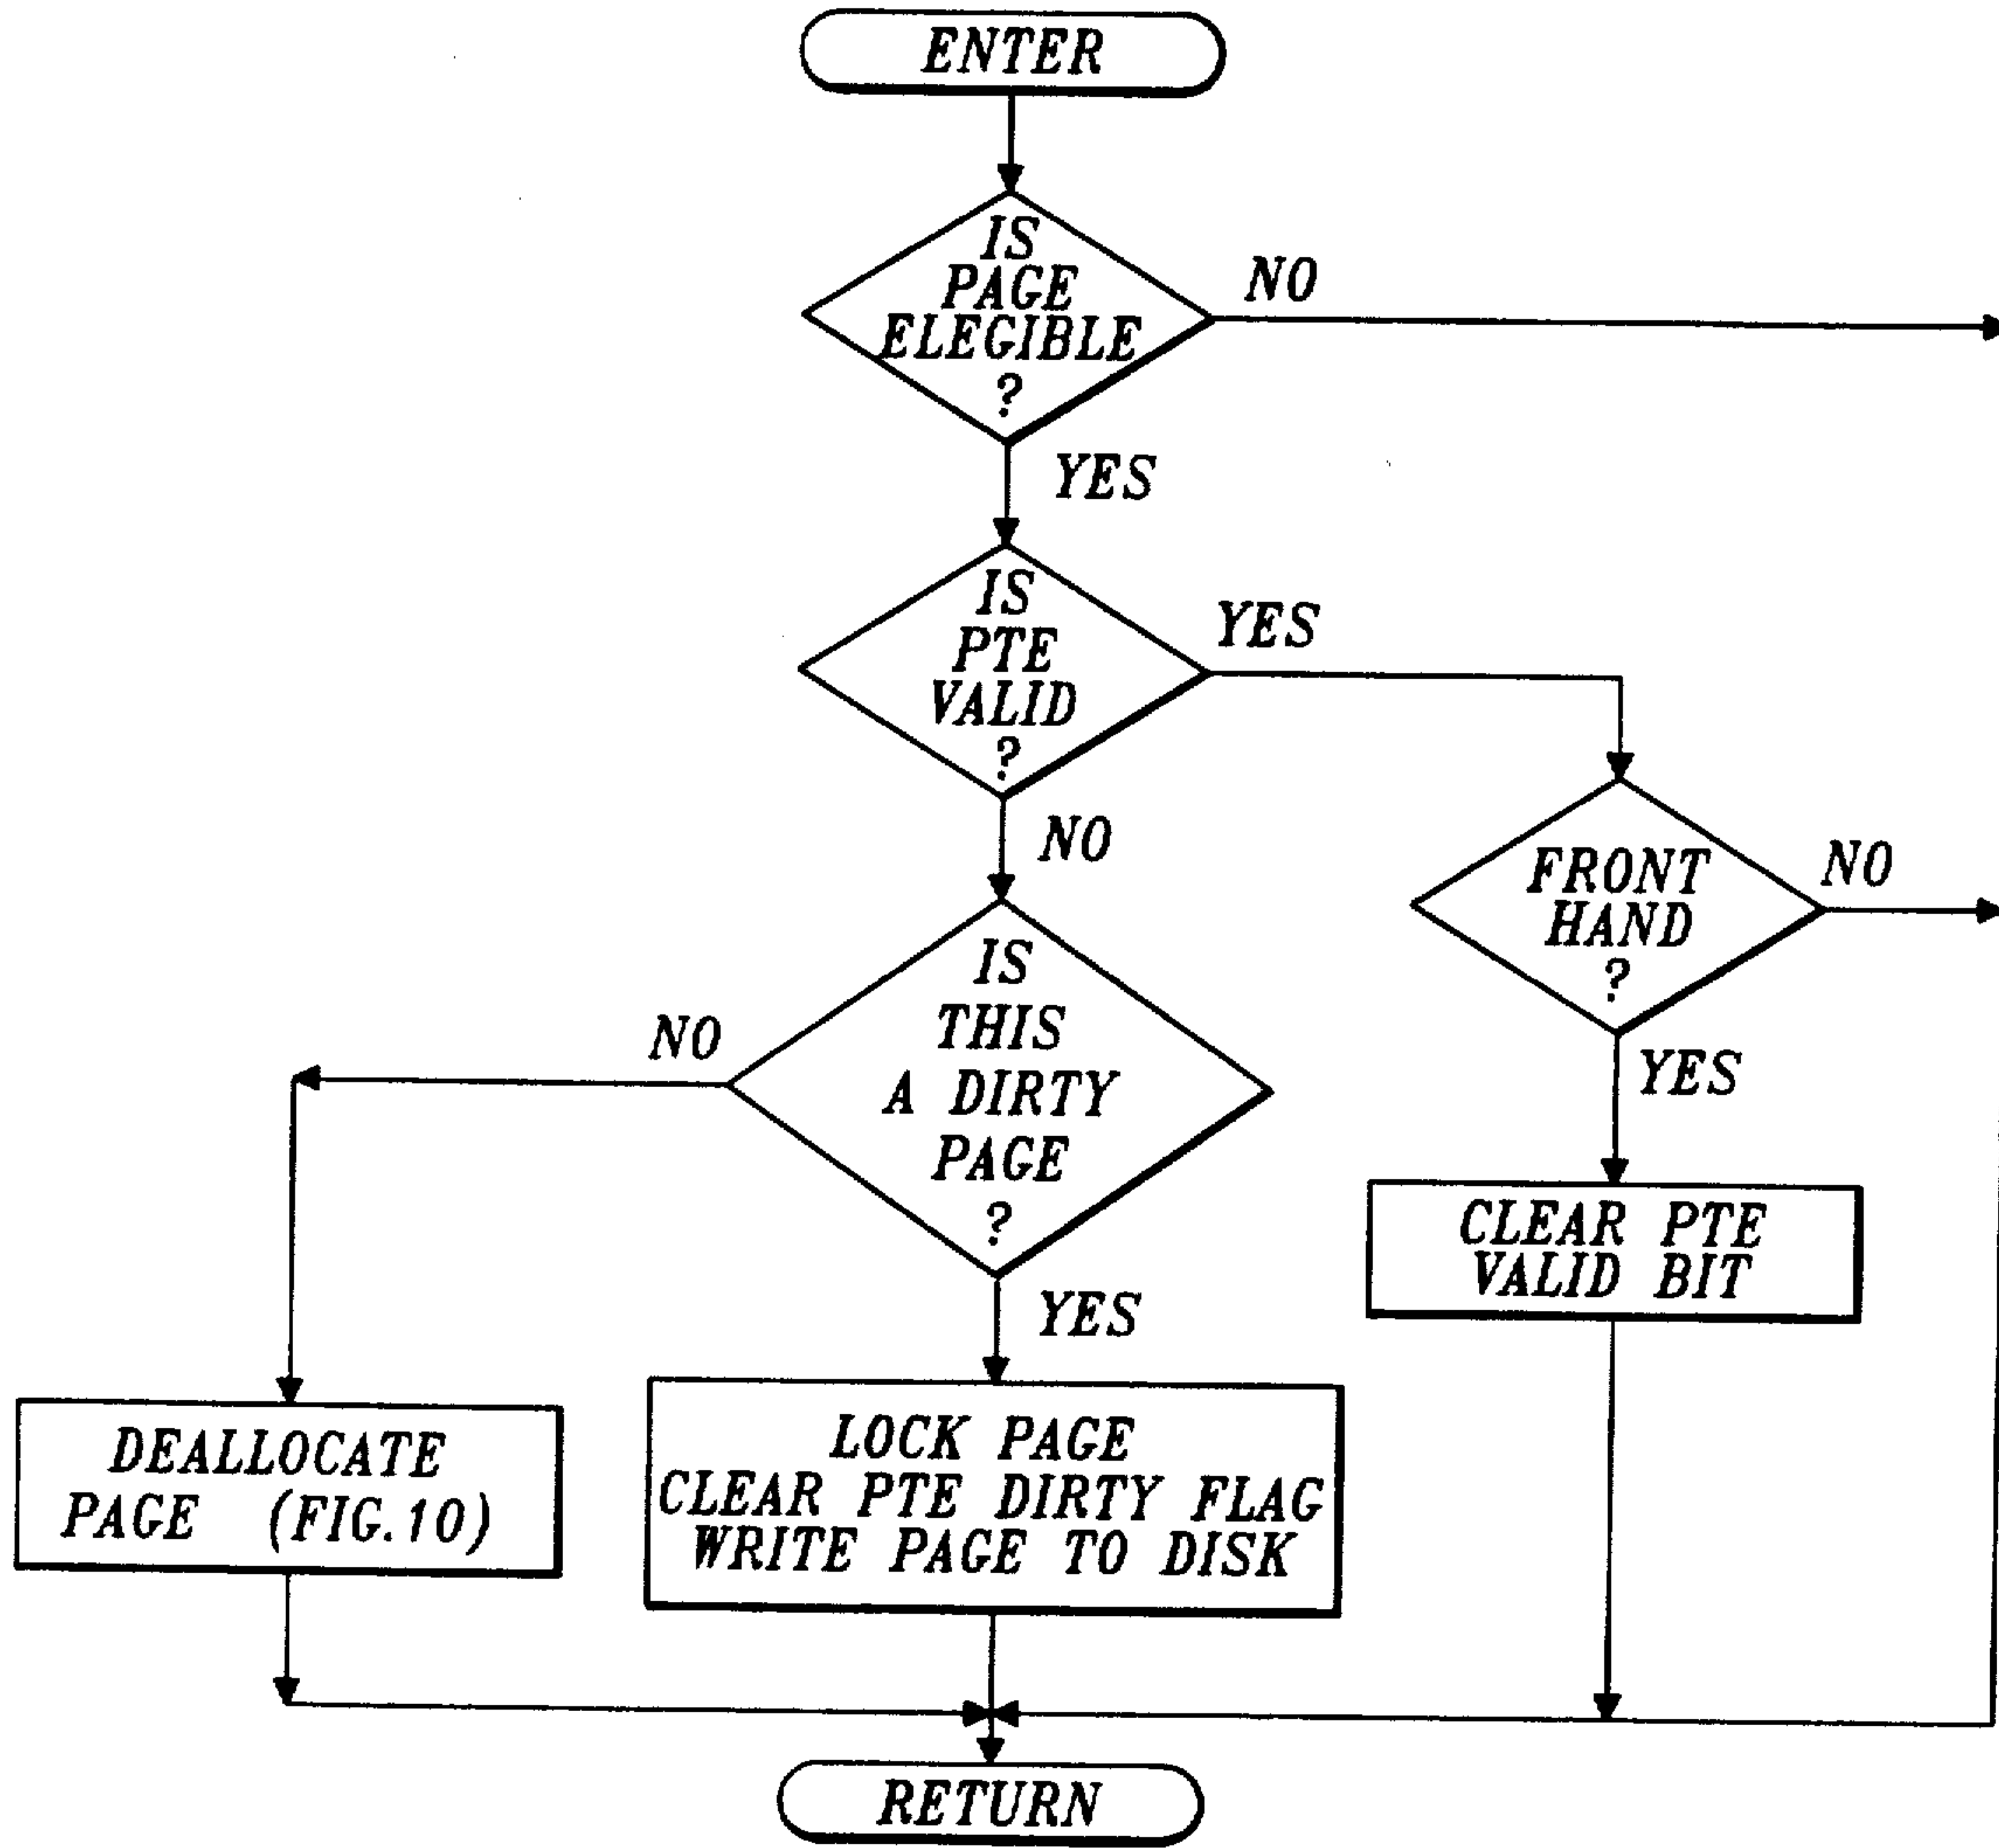 ENTER
IS
PAGE
ELEGIBLE
?
NO
YES
IS
PTE
VALID
?
YES
NO
FRONT
HAND
?
NO
YES
CLEAR PTE
VALID BIT
IS
THIS
A DIRTY
PAGE
?
NO
YES
DEALLOCATE
PAGE (FIG.10)
LOCK PAGE
CLEAR PTE DIRTY FLAG
WRITE PAGE TO DISK
RETURN